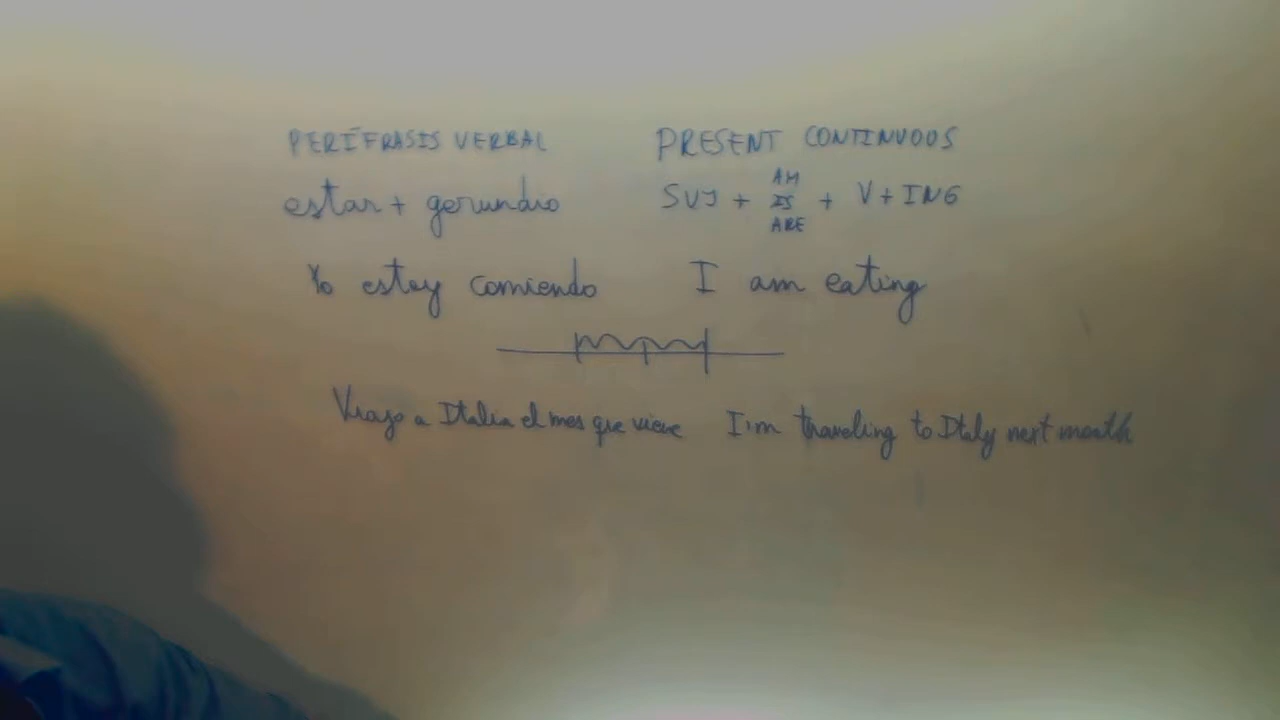 PERÍFRASIS VERBAL
estar + gerundio
Yo estoy comiendo
PRESENT CONTINUOOS
SUJ + AM IS ARE + V + ING
I am eating
Viajo a Italia el mes que viene
I'm traveling to Italy next month